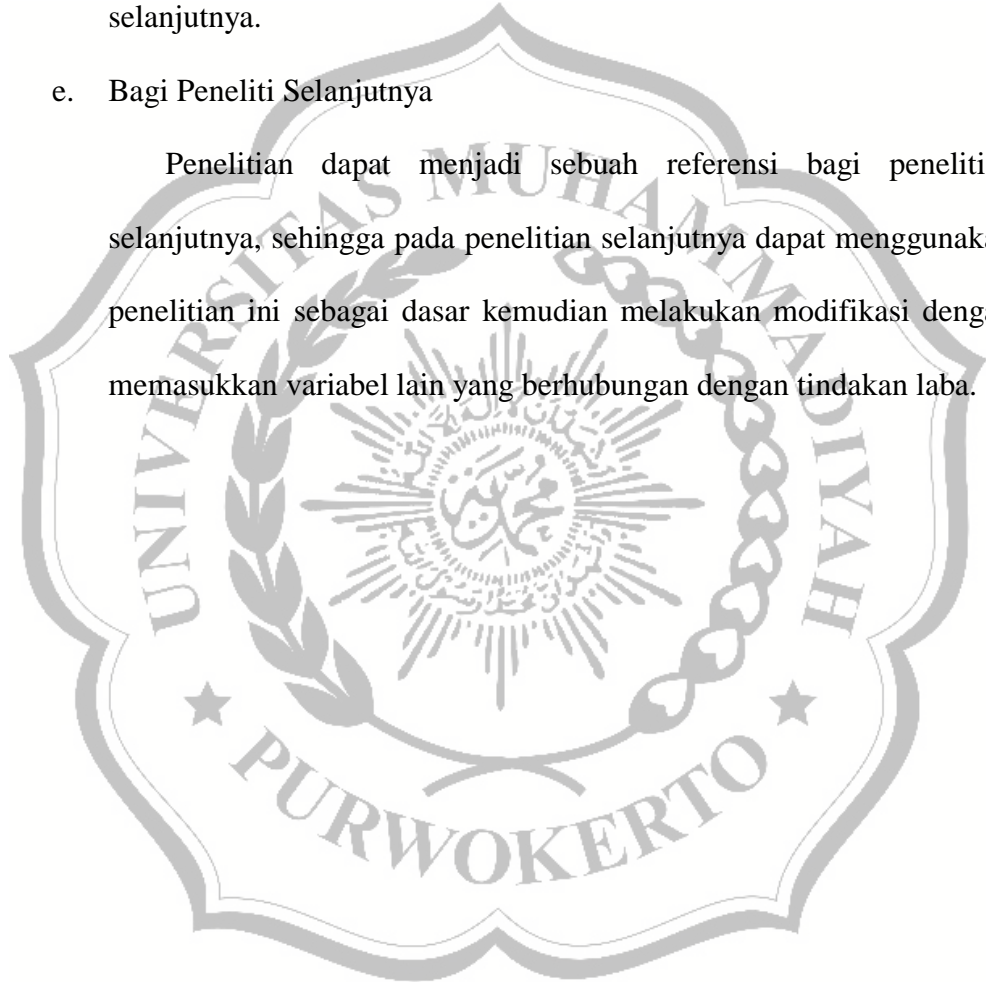 selanjutnya.
e. Bagi Peneliti Selanjutnya
Penelitian dapat menjadi sebuah referensi bagi peneliti
selanjutnya, sehingga pada penelitian selanjutnya dapat menggunaka
penelitian ini sebagai dasar kemudian melakukan modifikasi denga
memasukkan variabel lain yang berhubungan dengan tindakan laba.
UNIVERSITAS MUHAMMADIYAH
PURWOKERTO